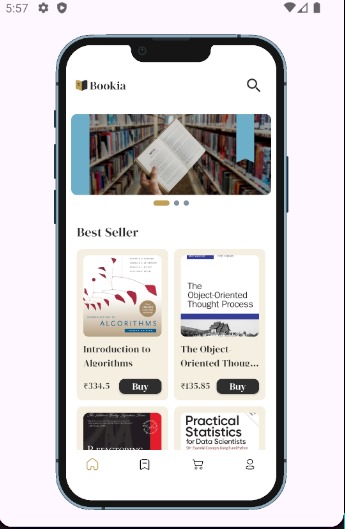 5:57
Bookia
Best Seller
ALGORITHMS
The
Object-Oriented
Thought Process
Introduction to
Algorithms
The Object-
Oriented Thoug...
₹334.5
Buy
₹135.85
Buy
REFACTORING
Practical
Statistics
for Data Scientists